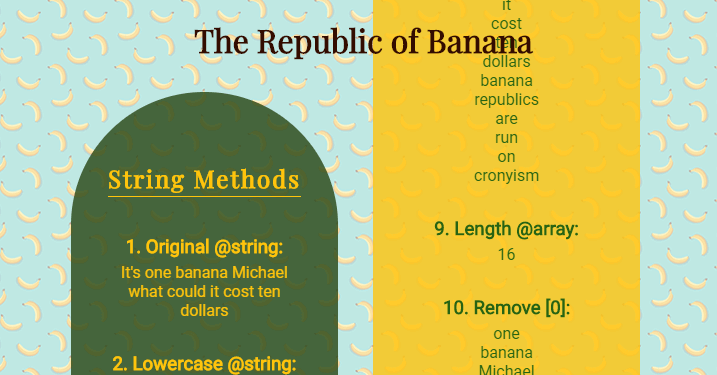 The Republic of Banana
String Methods
1. Original @string:
It's one banana Michael
what could it cost ten
dollars
2. Lowercase @string:
it
cost
ten
dollars
banana
republics
are
run
on
cronyism
9. Length @array:
16
10. Remove [0]:
one
banana
Michael